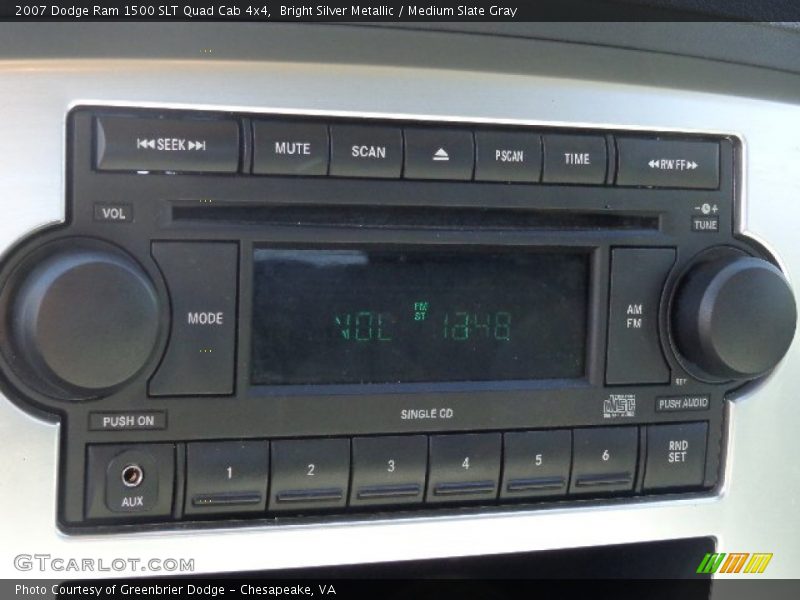 2007 Dodge Ram 1500 SLT Quad Cab 4x4,  Bright Silver Metallic / Medium Slate Gray
SEEK
MUTE
SCAN
PSCAN
TIME
RW FF
VOL
TUNE
MODE
VOL
FM
ST
AM
FM
PUSH ON
SINGLE CD
PUSH AUDIO
AUX
1
2
3
4
5
6
RND
SET
GTCARLOT.COM
Photo Courtesy of Greenbrier Dodge - Chesapeake, VA